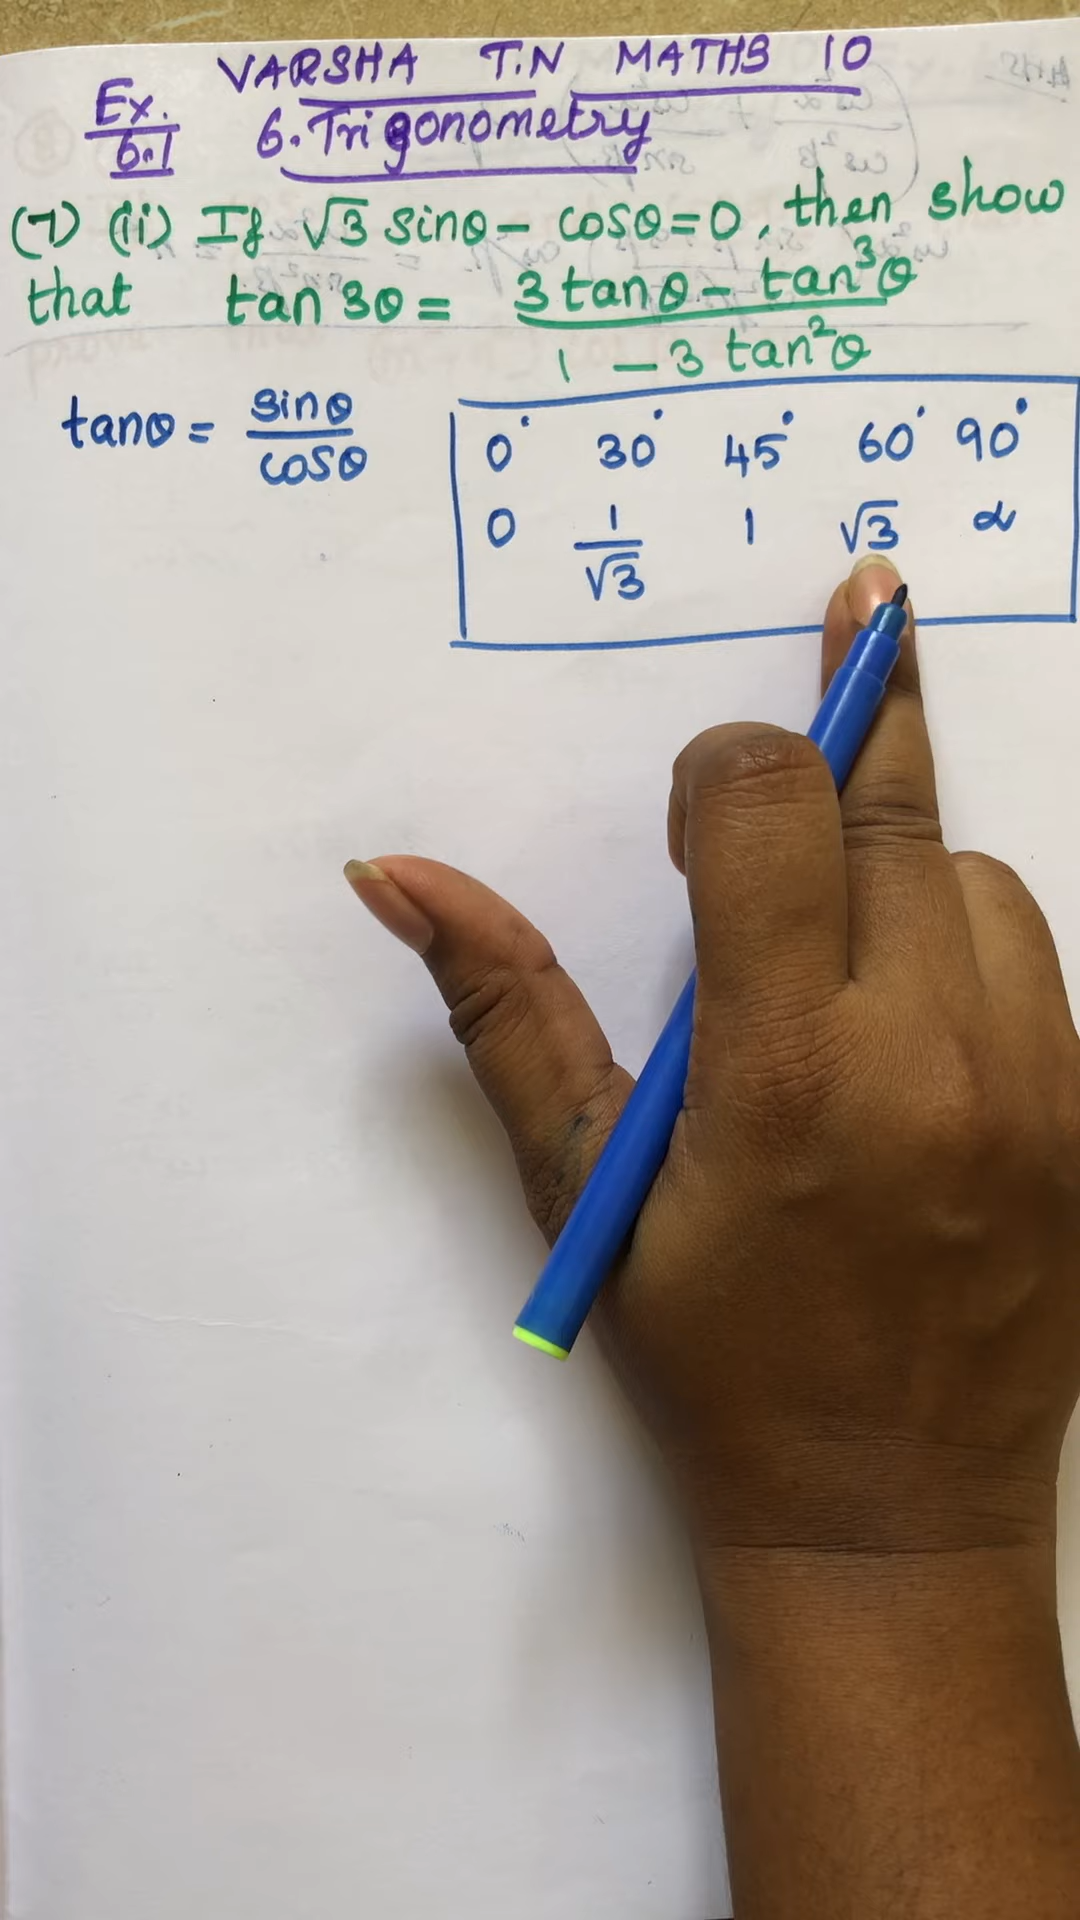 VARSHA T.N MATHS 10
Ex. 6.1
6. Trigonometry
(7) (ii) If √3 sinθ - cosθ = 0, then show
that tan 3θ = 3 tanθ - tan³θ
1 - 3 tan²θ
tanθ = sinθ
cosθ
0° 30° 45° 60° 90°
0 1/√3 1 √3 ∝